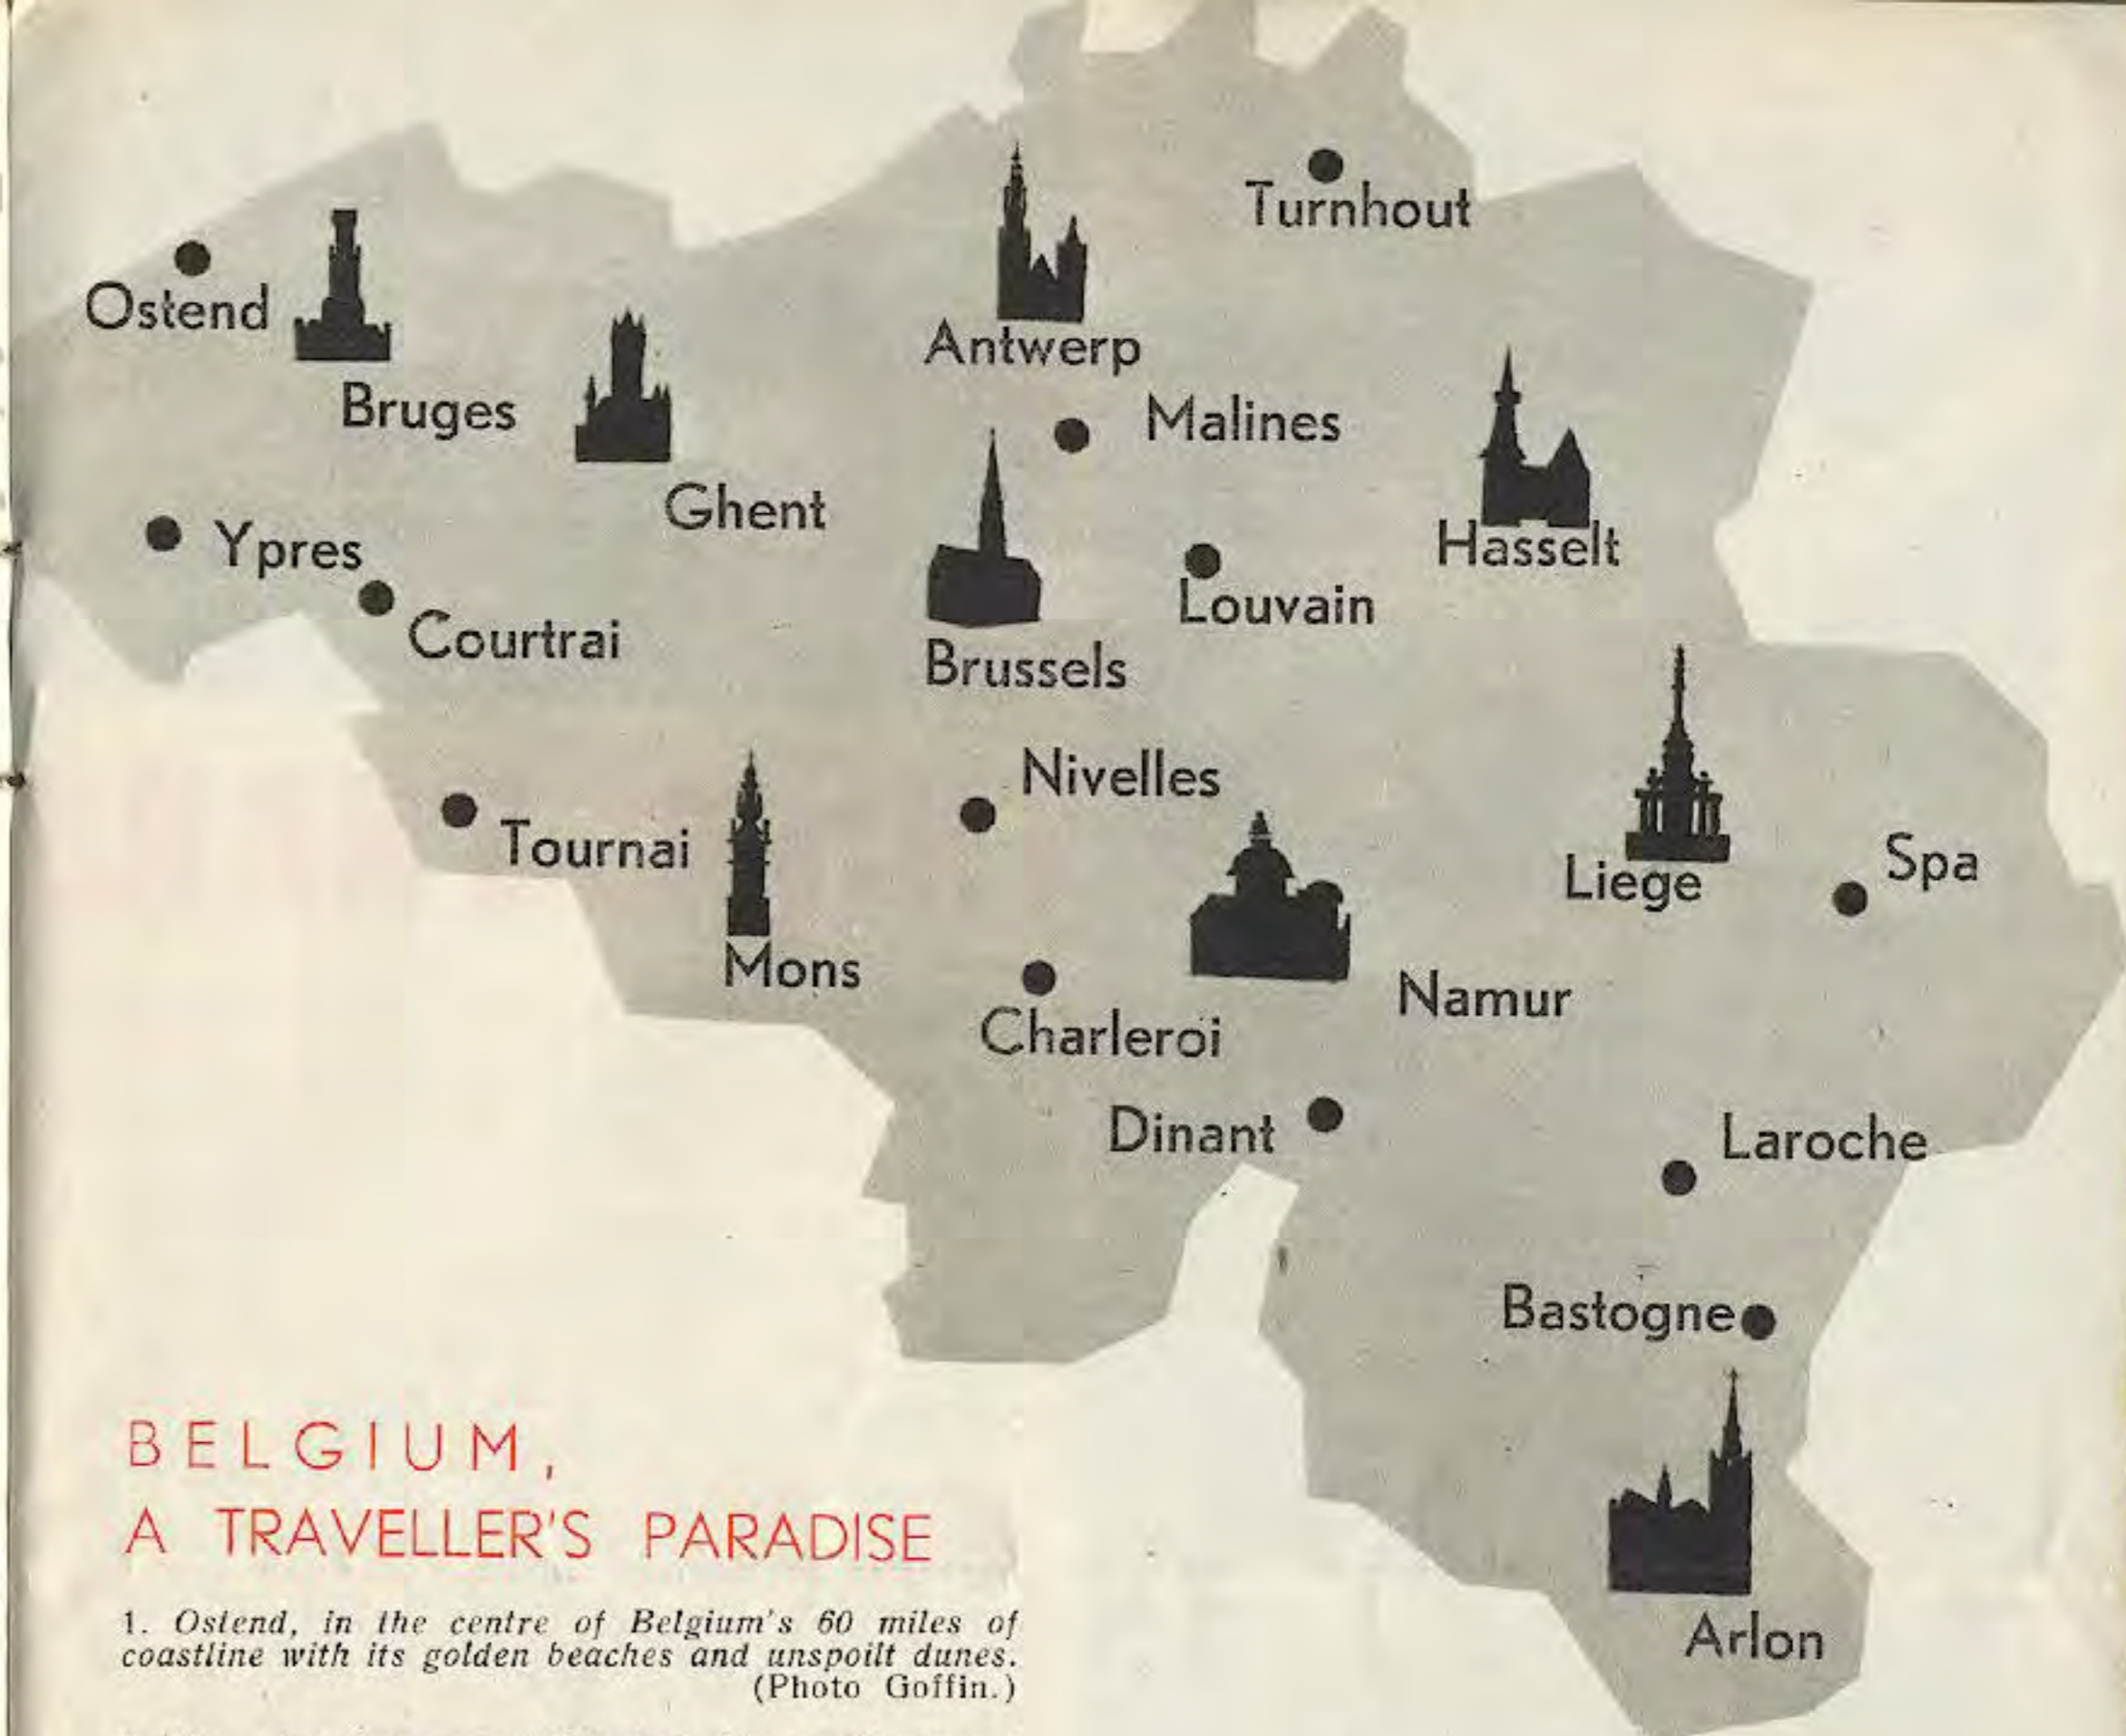 Turnhout
Ostend
Antwerp
Bruges
Malines
Ghent
Hasselt
Ypres
Louvain
Courtrai
Brussels
Nivelles
Tournai
Liege
Spa
Mons
Namur
Charleroi
Dinant
Laroche
Bastogne
Arlon
BELGIUM,
A TRAVELLER'S PARADISE
1. Ostend, in the centre of Belgium's 60 miles of
coastline with its golden beaches and unspoilt dunes.
(Photo Goffin.)